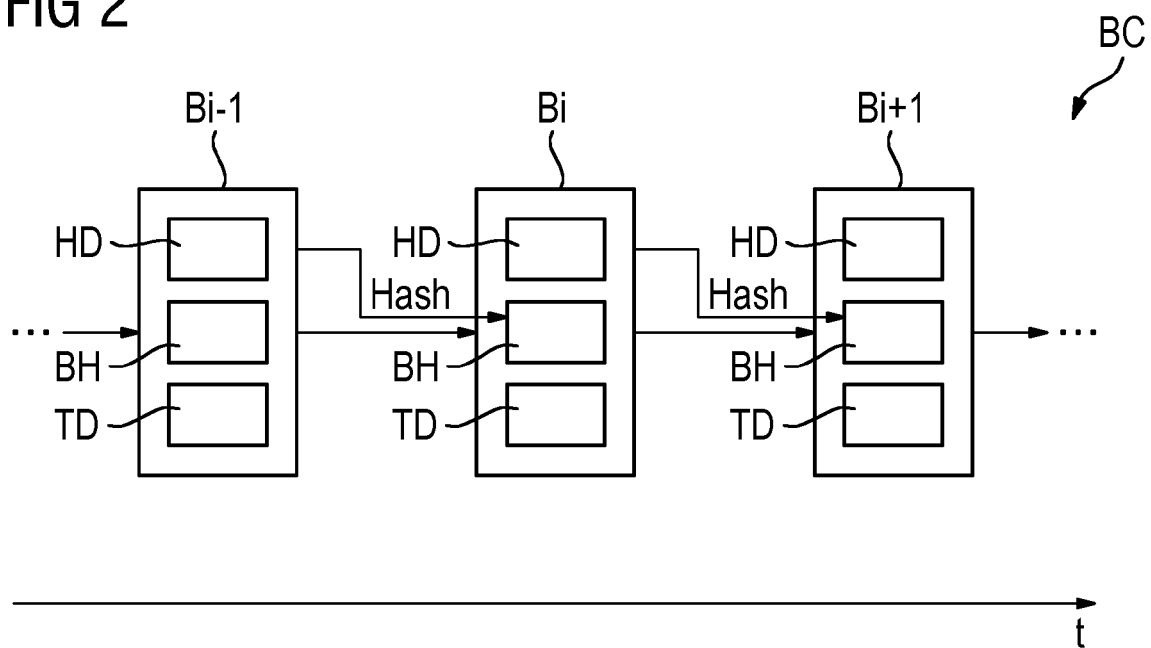 FIG 2
BC
Bi-1 Bi Bi+1
HD HD HD
Hash Hash
... ...
BH BH BH
TD TD TD
t